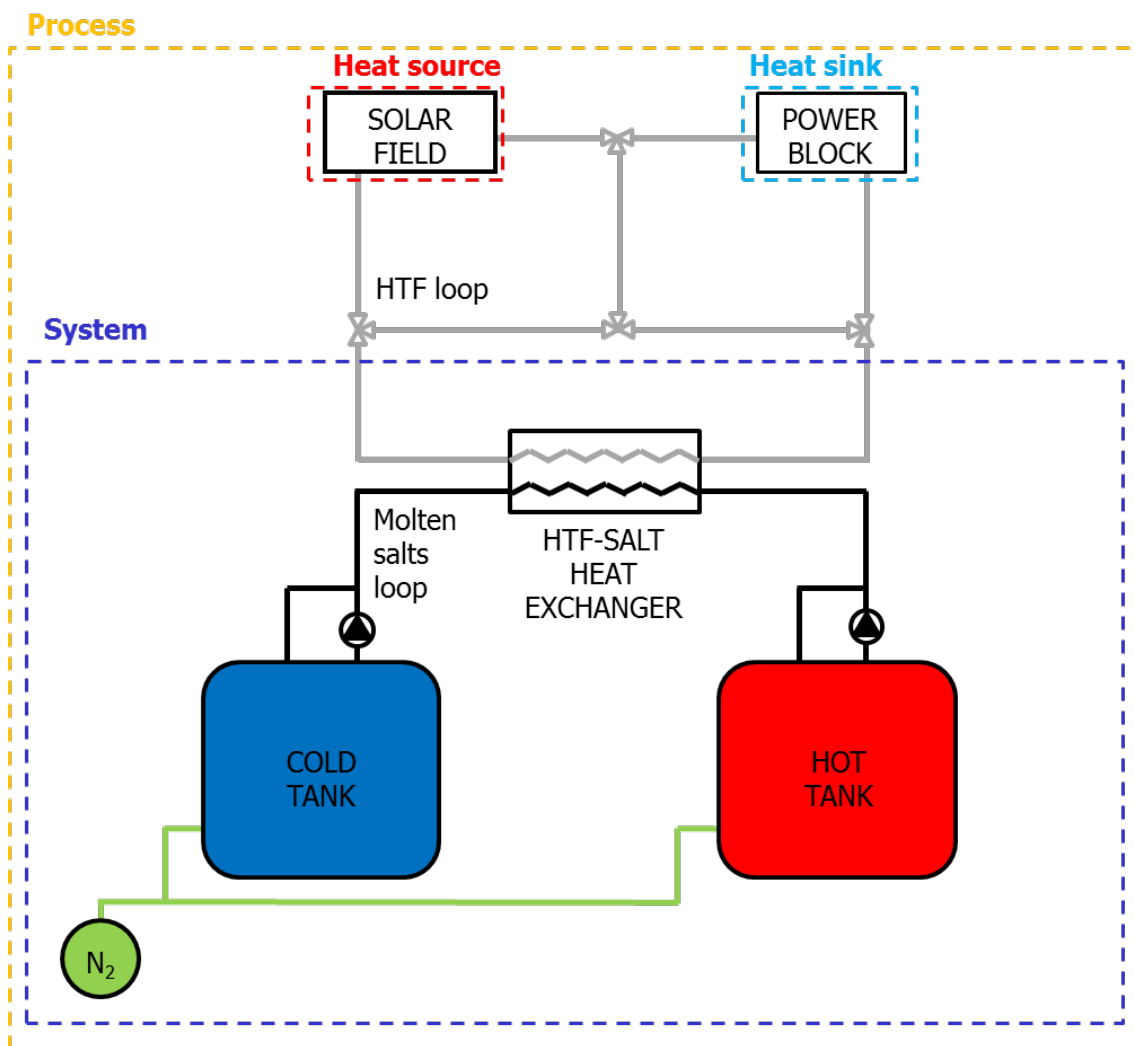 Process
Heat source
Heat sink
SOLAR
FIELD
POWER
BLOCK
HTF loop
System
Molten
salts
loop
HTF-SALT
HEAT
EXCHANGER
COLD
TANK
HOT
TANK
N₂